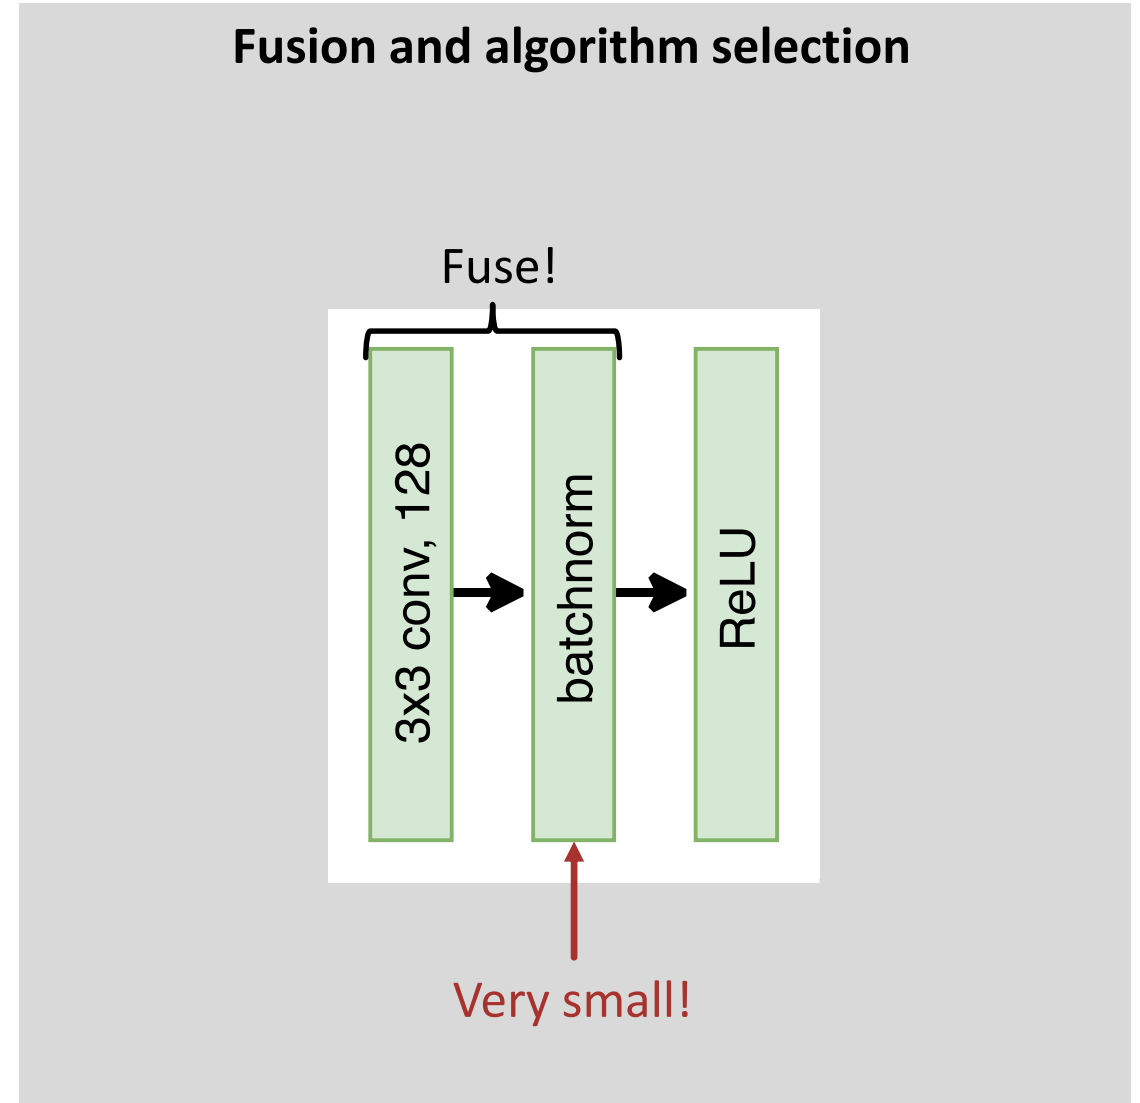 Fusion and algorithm selection
Fuse!
3x3 conv, 128
batchnorm
ReLU
Very small!